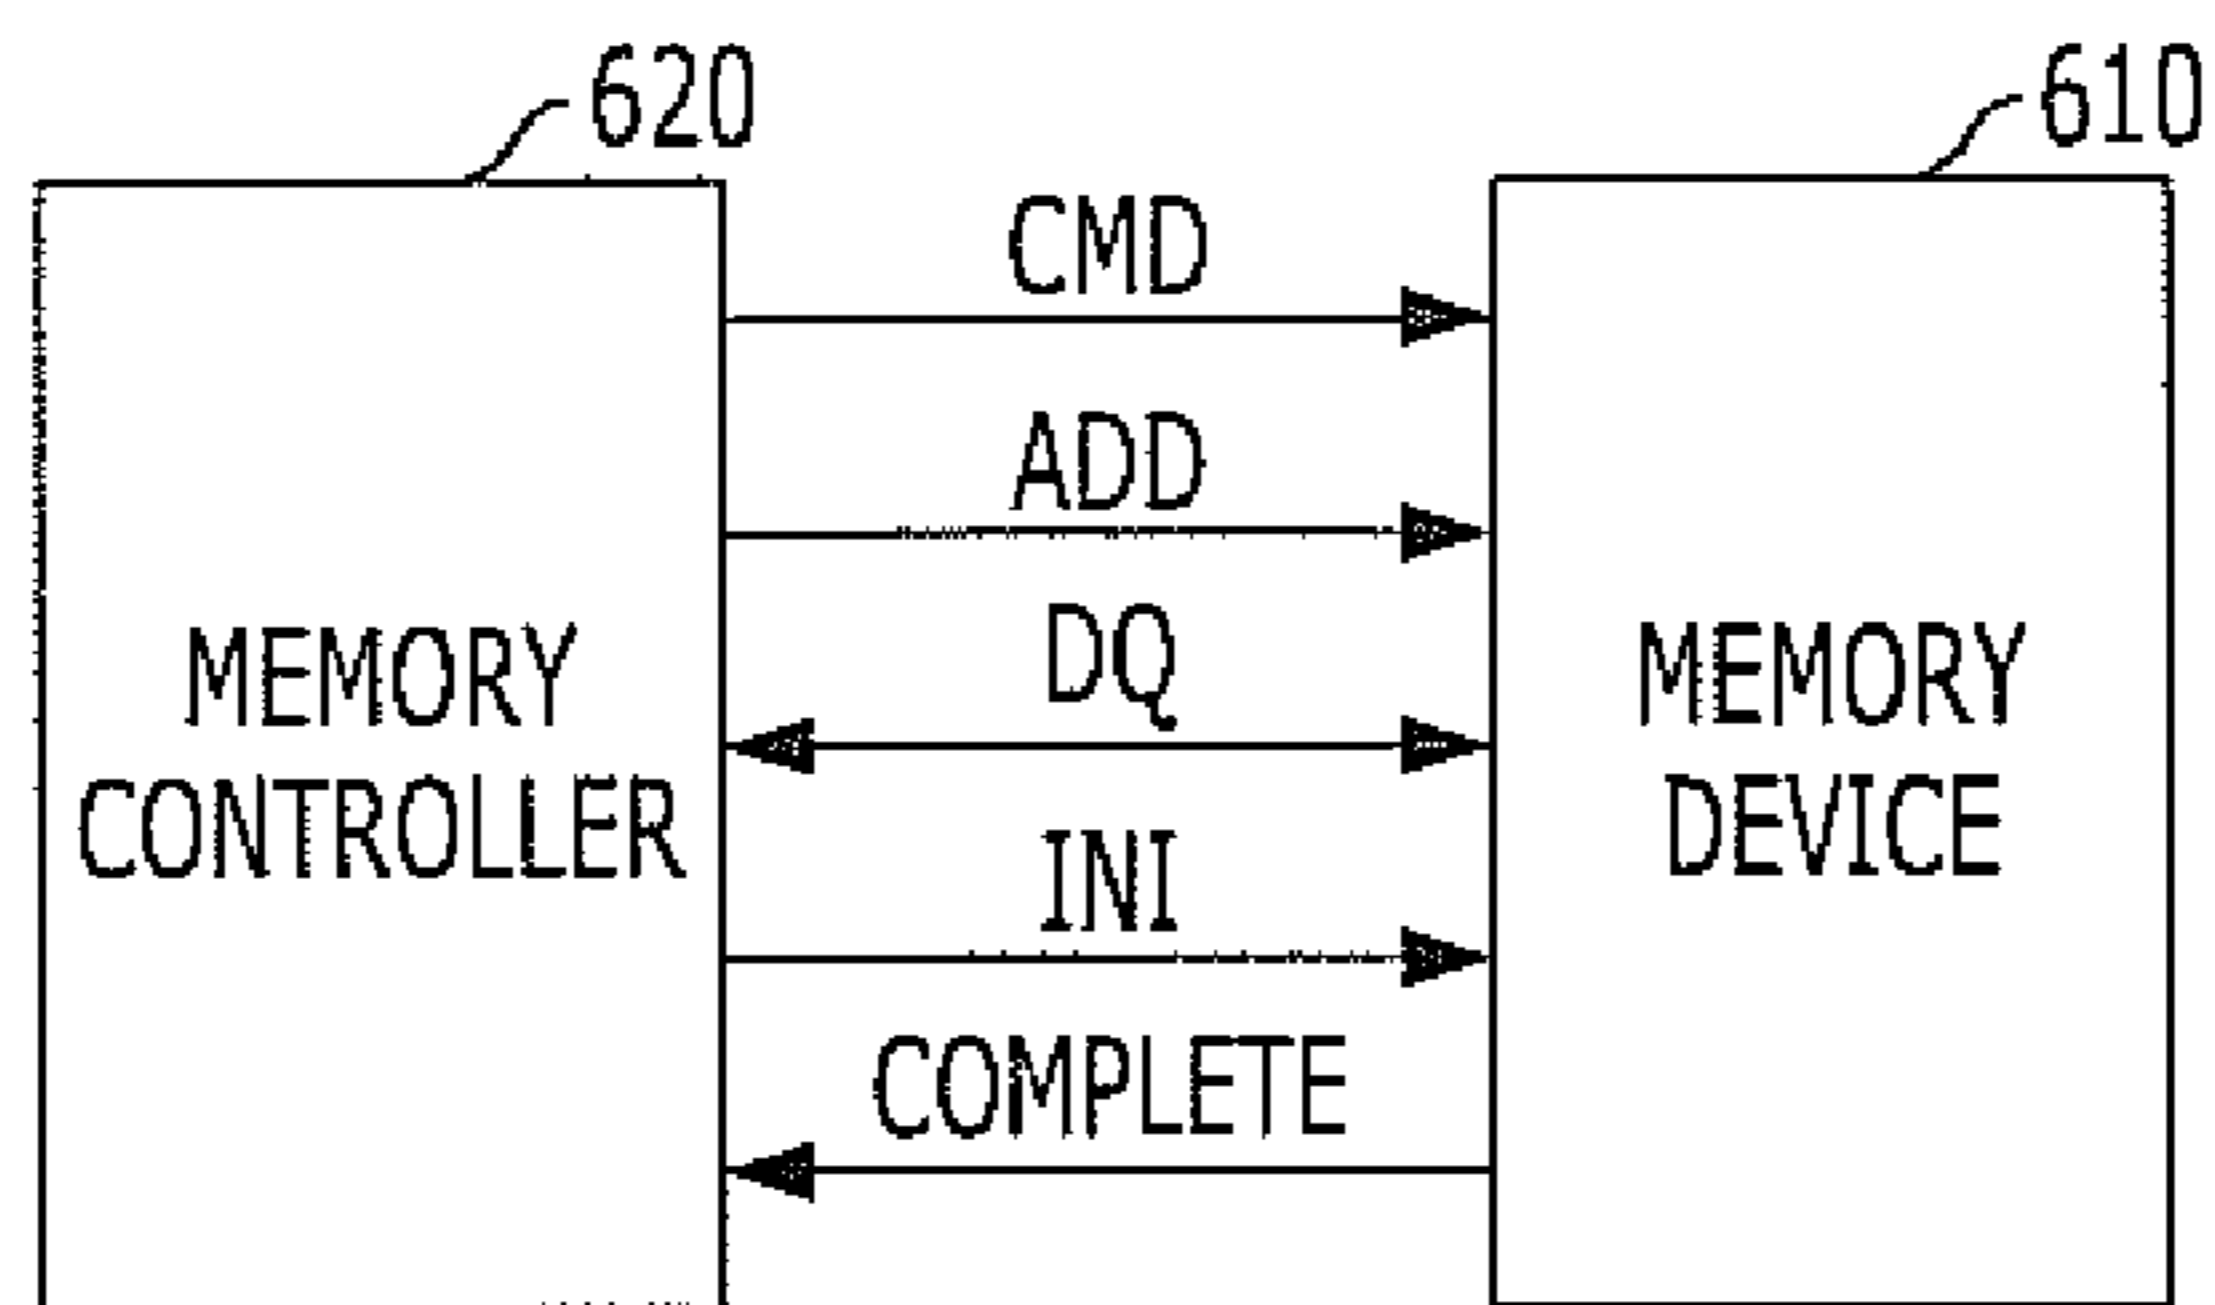 620
610
CMD
ADD
DQ
INI
COMPLETE
MEMORY
CONTROLLER
MEMORY
DEVICE